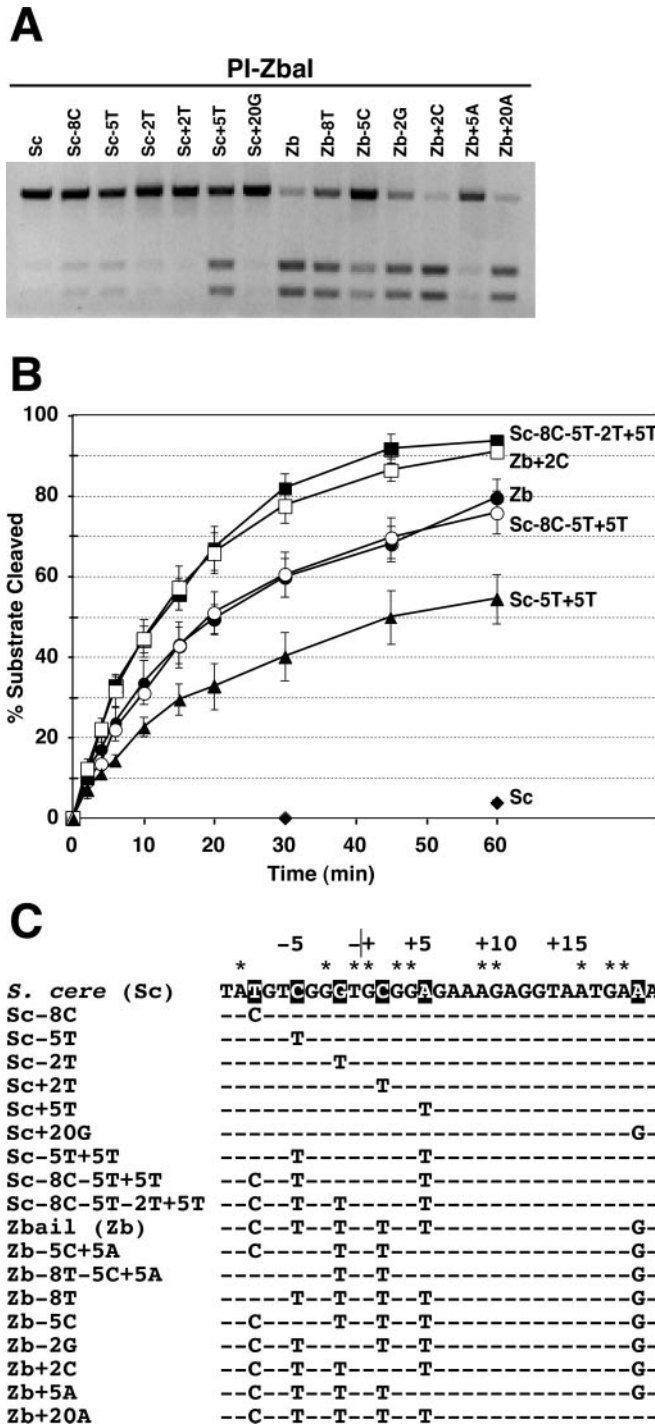 A
PI-ZbaI
Sc Sc-8C Sc-5T Sc-2T Sc+2T Sc+5T Sc+20G Zb Zb-8T Zb-5C Zb-2G Zb+2C Zb+5A Zb+20A
B
100
80
60
40
20
0
% Substrate Cleaved
Sc-8C-5T-2T+5T
Zb+2C
Zb
Sc-8C-5T+5T
Sc-5T+5T
Sc
0 10 20 30 40 50 60
Time (min)
C
-5 -|+ +5 +10 +15
* * ** ** ** * **
S. cere (Sc) TATGTCGGGTGCGGAGAAAGAGGTAATGAAA
Sc-8C --C----------------------------
Sc-5T -----T-------------------------
Sc-2T --------T----------------------
Sc+2T -----------T-------------------
Sc+5T --------------T----------------
Sc+20G -----------------------------G-
Sc-5T+5T -----T--------T----------------
Sc-8C-5T+5T --C--T--------T----------------
Sc-8C-5T-2T+5T --C--T--T-----T----------------
Zbail (Zb) --C--T--T--T--T--------------G-
Zb-5C+5A --C-----T--T-----------------G-
Zb-8T-5C+5A --------T--T-----------------G-
Zb-8T -----T--T--T--T--------------G-
Zb-5C --C-----T--T--T--------------G-
Zb-2G --C--T-----T--T--------------G-
Zb+2C --C--T--T-----T--------------G-
Zb+5A --C--T--T--T-----------------G-
Zb+20A --C--T--T--T--T----------------